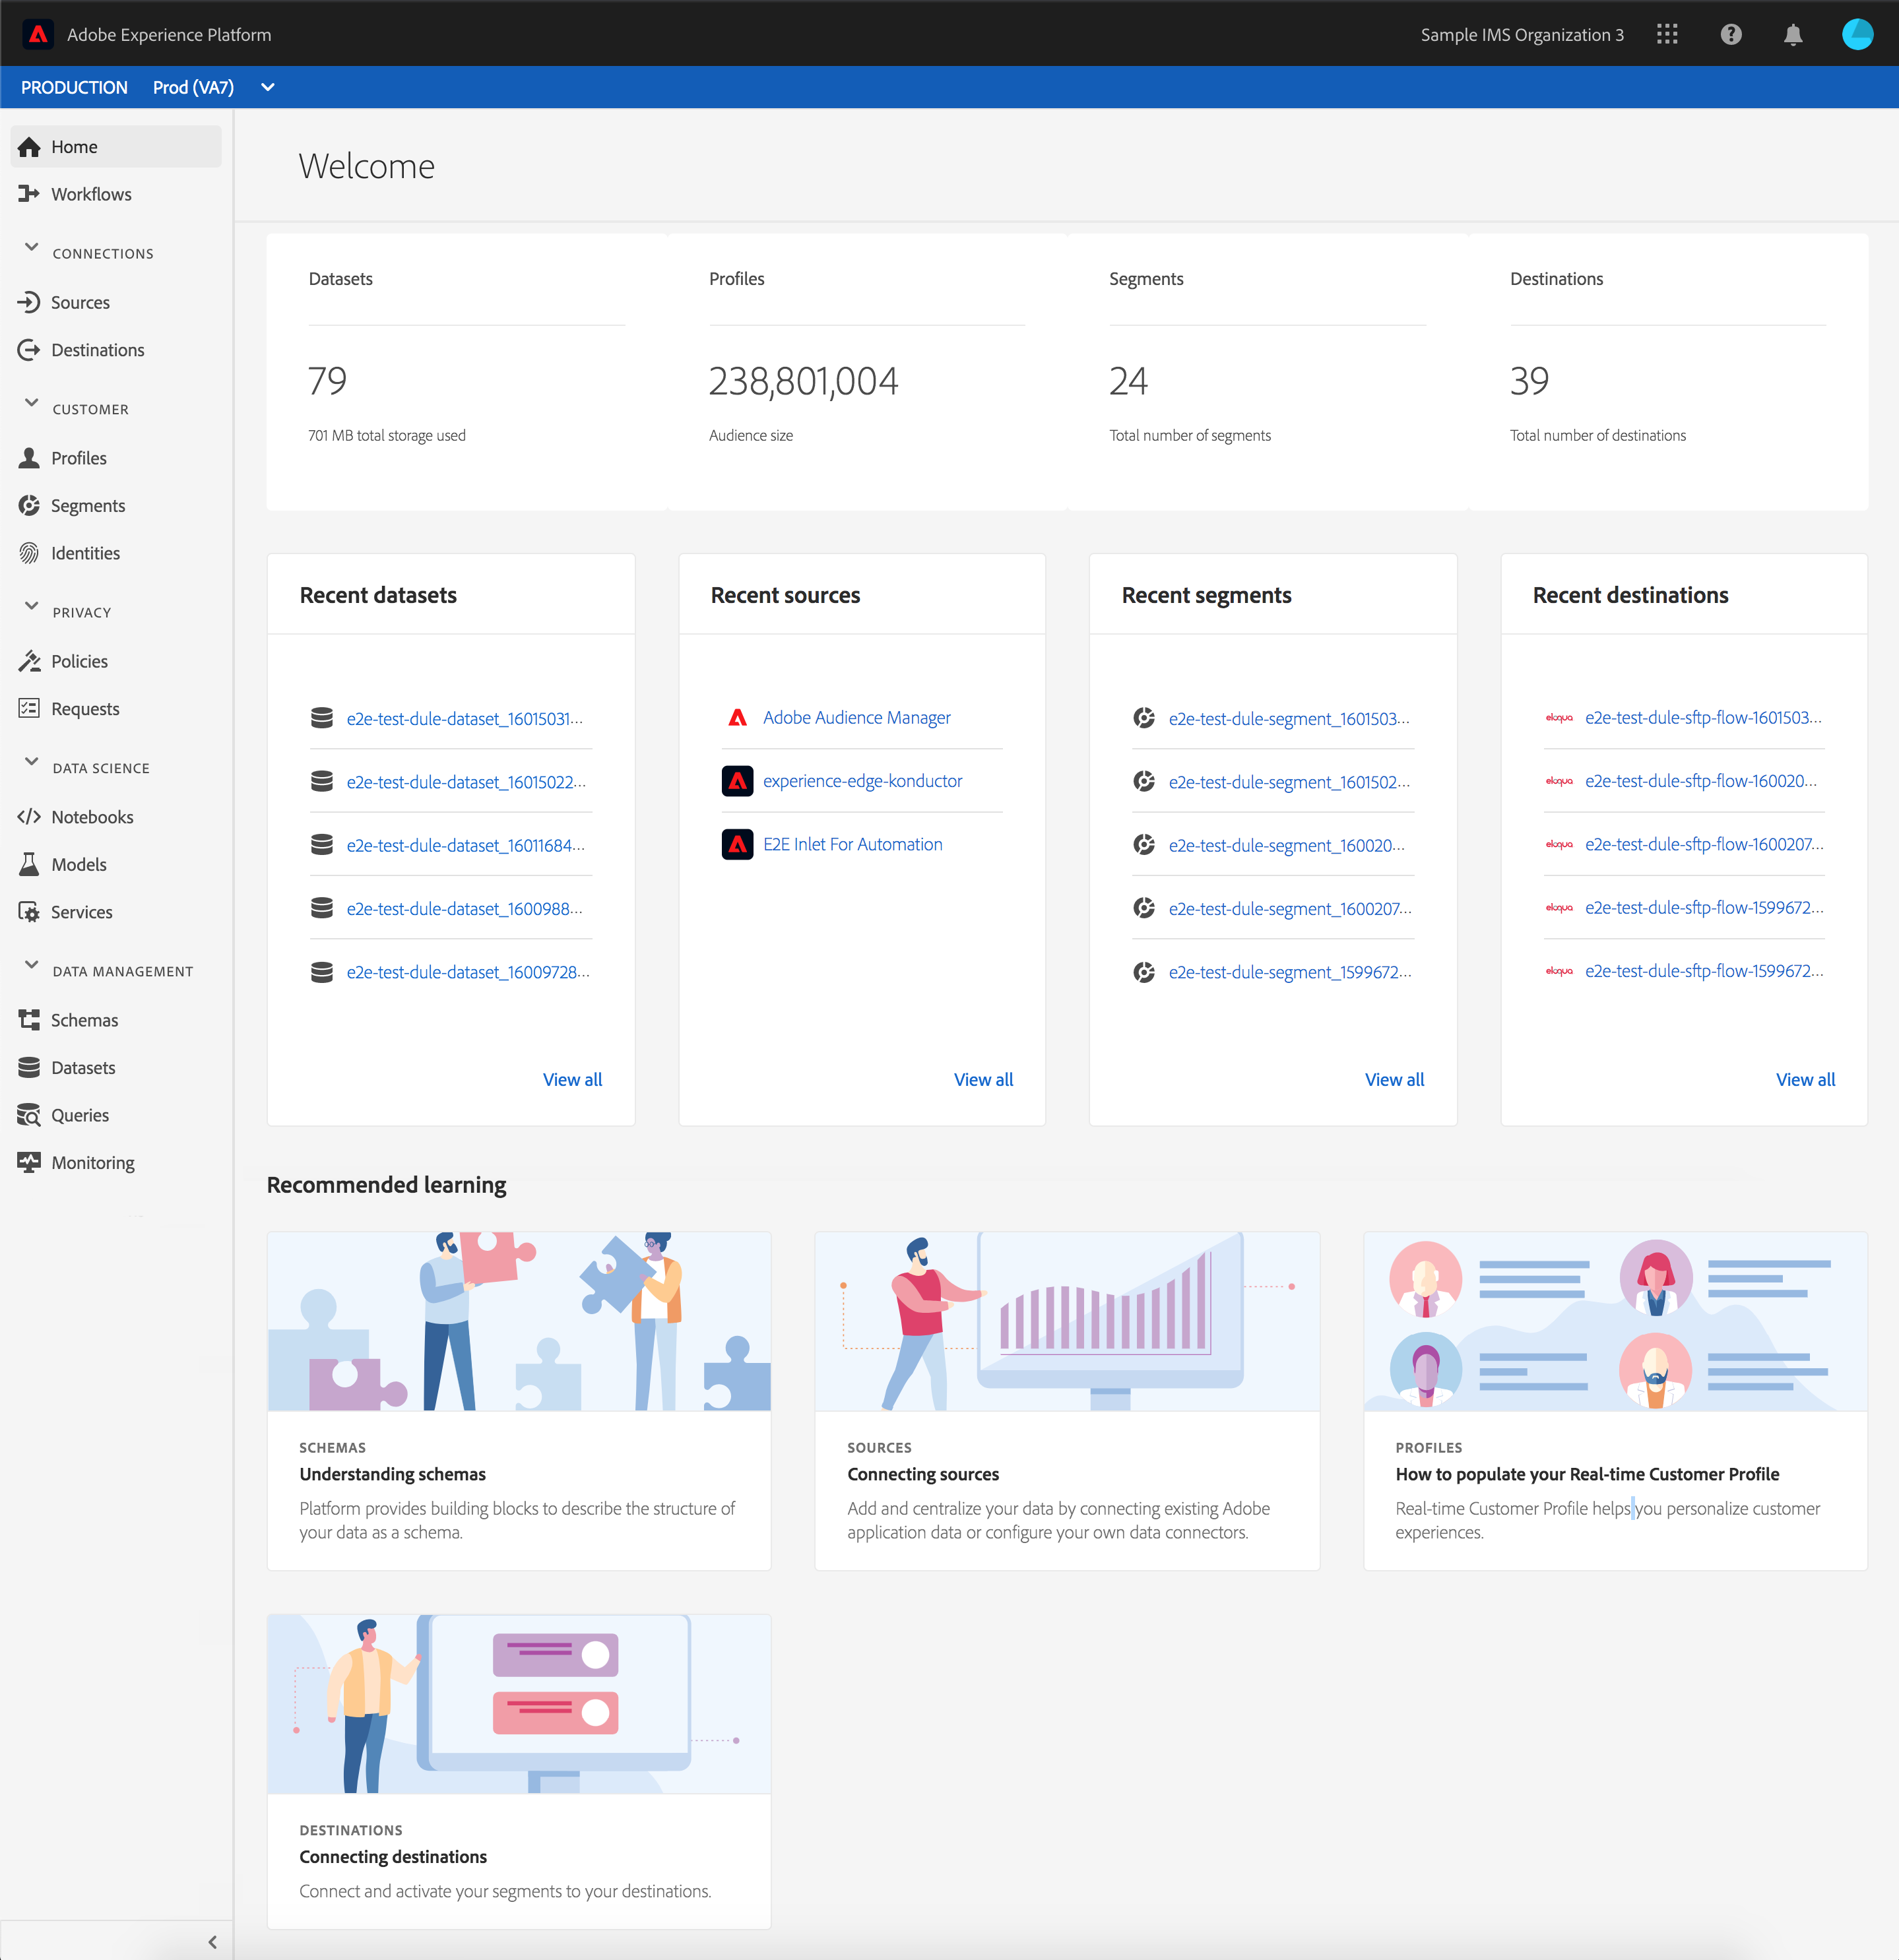 Adobe Experience Platform
Sample IMS Organization 3
PRODUCTION Prod (VA7)
Home
Workflows
CONNECTIONS
Sources
Destinations
CUSTOMER
Profiles
Segments
Identities
PRIVACY
Policies
Requests
DATA SCIENCE
Notebooks
Models
Services
DATA MANAGEMENT
Schemas
Datasets
Queries
Monitoring
Welcome
Datasets
79
701 MB total storage used
Profiles
238,801,004
Audience size
Segments
24
Total number of segments
Destinations
39
Total number of destinations
Recent datasets
e2e-test-dule-dataset_16015031...
e2e-test-dule-dataset_16015022...
e2e-test-dule-dataset_16011684...
e2e-test-dule-dataset_1600988...
e2e-test-dule-dataset_16009728...
View all
Recent sources
Adobe Audience Manager
experience-edge-konductor
E2E Inlet For Automation
View all
Recent segments
e2e-test-dule-segment_1601503...
e2e-test-dule-segment_1601502...
e2e-test-dule-segment_160020...
e2e-test-dule-segment_1600207...
e2e-test-dule-segment_1599672...
View all
Recent destinations
eloqua e2e-test-dule-sftp-flow-1601503...
eloqua e2e-test-dule-sftp-flow-160020...
eloqua e2e-test-dule-sftp-flow-1600207...
eloqua e2e-test-dule-sftp-flow-1599672...
eloqua e2e-test-dule-sftp-flow-1599672...
View all
Recommended learning
SCHEMAS
Understanding schemas
Platform provides building blocks to describe the structure of
your data as a schema.
SOURCES
Connecting sources
Add and centralize your data by connecting existing Adobe
application data or configure your own data connectors.
PROFILES
How to populate your Real-time Customer Profile
Real-time Customer Profile helps you personalize customer
experiences.
DESTINATIONS
Connecting destinations
Connect and activate your segments to your destinations.